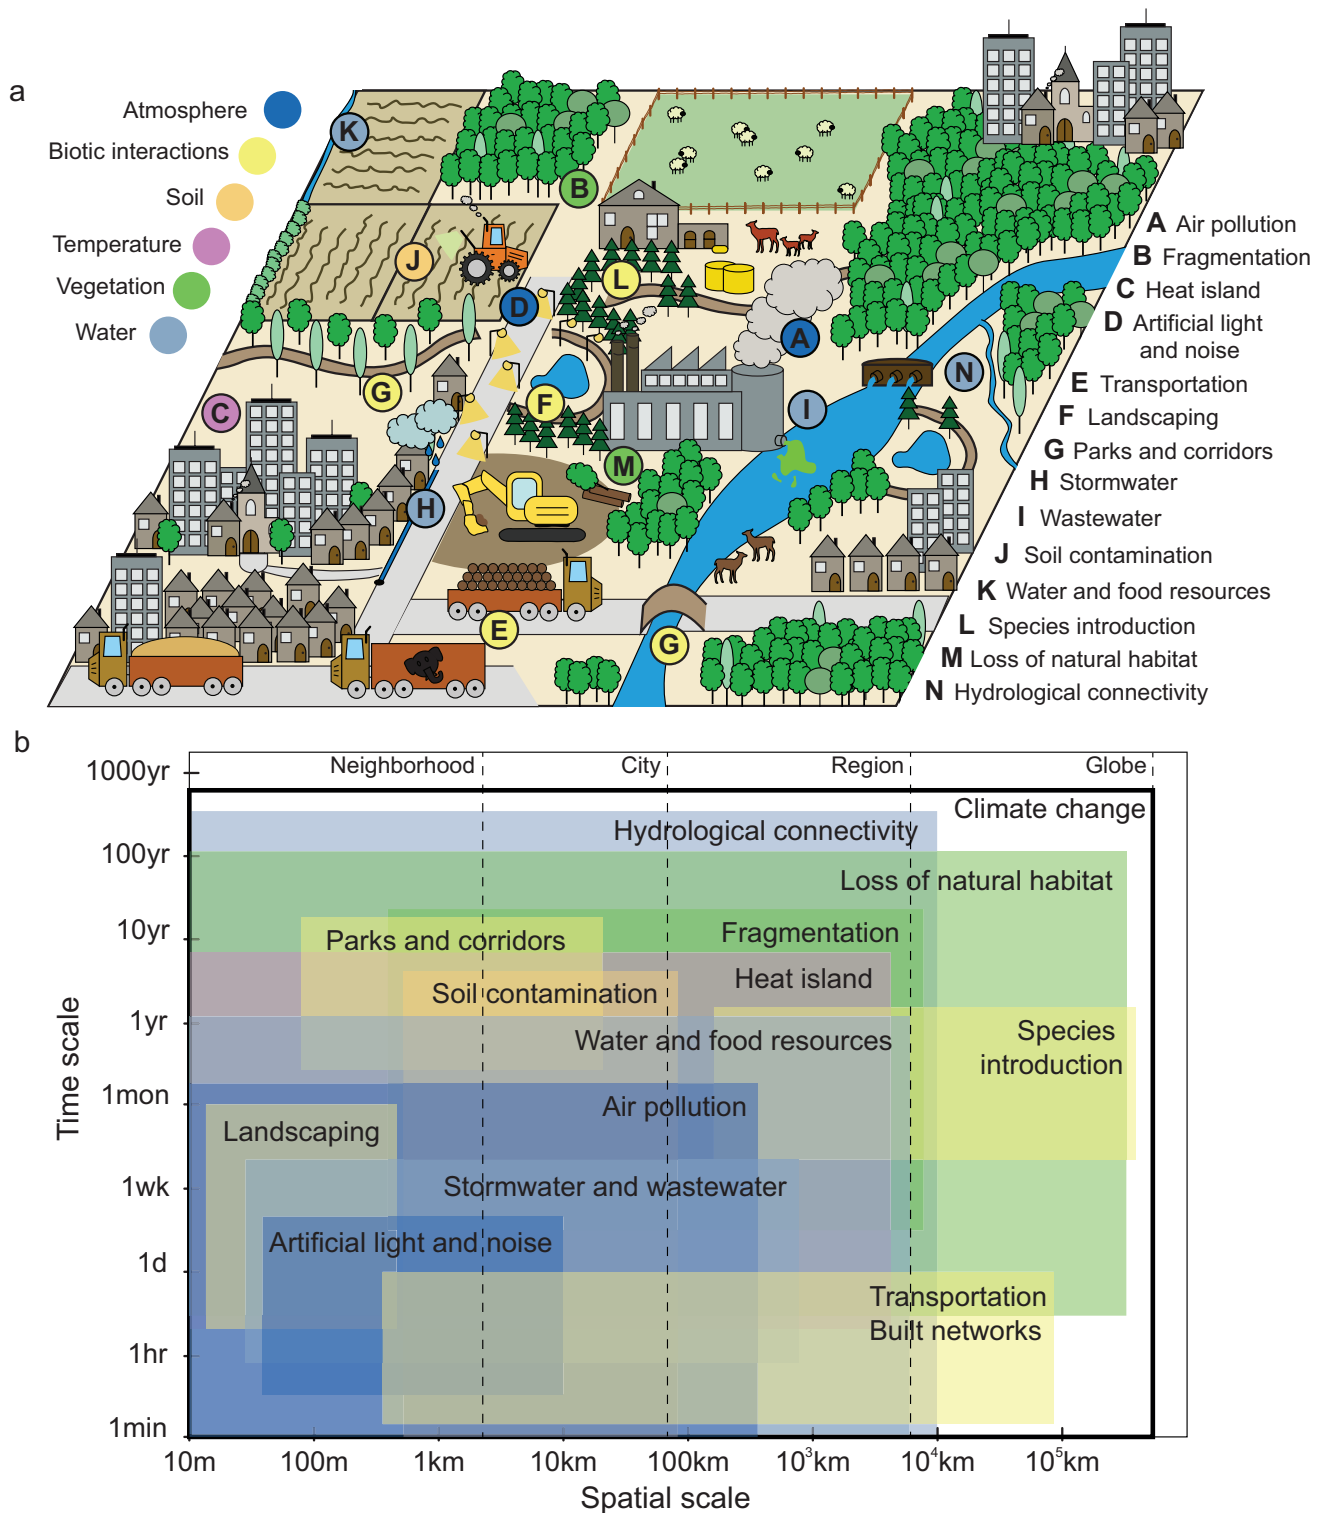 a
Atmosphere
Biotic interactions
Soil
Temperature
Vegetation
Water
K
B
J
L
D
A
N
G
F
C
I
M
H
E
G
A Air pollution
B Fragmentation
C Heat island
D Artificial light
and noise
E Transportation
F Landscaping
G Parks and corridors
H Stormwater
I Wastewater
J Soil contamination
K Water and food resources
L Species introduction
M Loss of natural habitat
N Hydrological connectivity
b
Neighborhood
City
Region
Globe
Climate change
Hydrological connectivity
Loss of natural habitat
Fragmentation
Parks and corridors
Heat island
Soil contamination
Species
introduction
Water and food resources
Air pollution
Landscaping
Stormwater and wastewater
Artificial light and noise
Transportation
Built networks
Time scale
1000yr
100yr
10yr
1yr
1mon
1wk
1d
1hr
1min
10m
100m
1km
10km
100km
10³km
10⁴km
10⁵km
Spatial scale